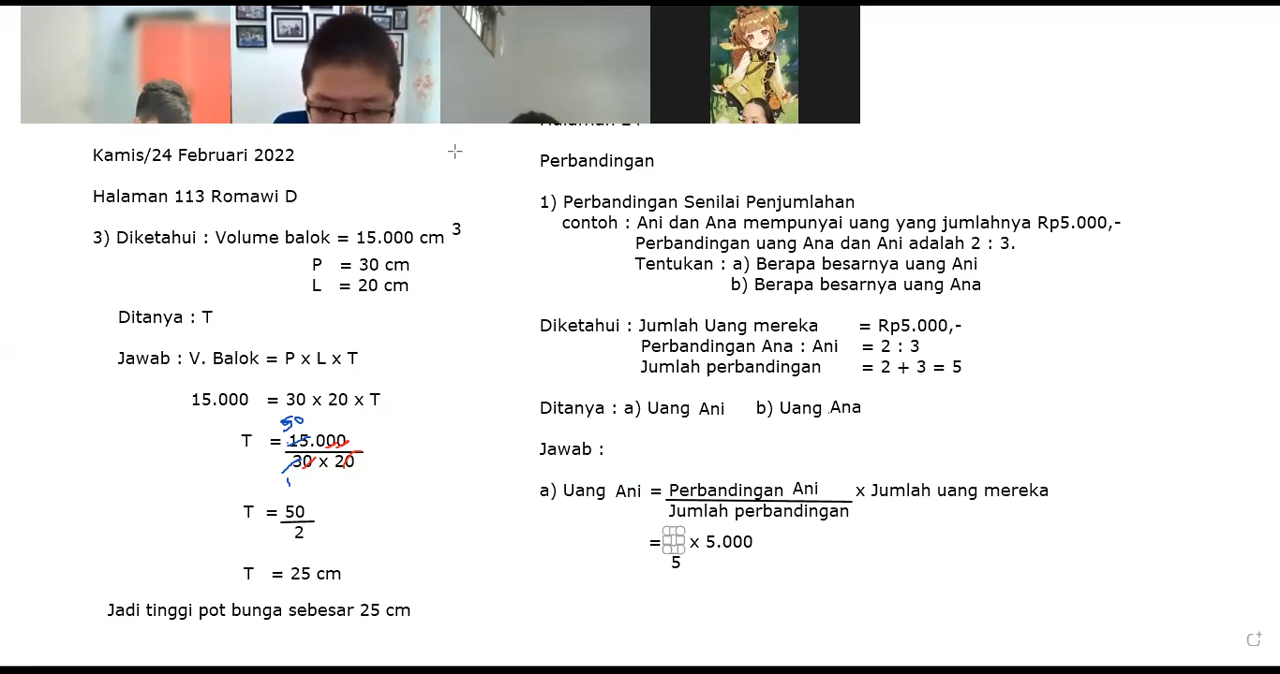 Kamis/24 Februari 2022
Halaman 113 Romawi D
3) Diketahui : Volume balok = 15.000 cm 3
P = 30 cm
L = 20 cm
Ditanya : T
Jawab : V. Balok = P x L x T
15.000 = 30 x 20 x T
50
T = 15.000
30 x 20
1
T = 50
2
T = 25 cm
Jadi tinggi pot bunga sebesar 25 cm
Perbandingan
1) Perbandingan Senilai Penjumlahan
contoh : Ani dan Ana mempunyai uang yang jumlahnya Rp5.000,-
Perbandingan uang Ana dan Ani adalah 2 : 3.
Tentukan : a) Berapa besarnya uang Ani
b) Berapa besarnya uang Ana
Diketahui : Jumlah Uang mereka = Rp5.000,-
Perbandingan Ana : Ani = 2 : 3
Jumlah perbandingan = 2 + 3 = 5
Ditanya : a) Uang Ani b) Uang Ana
Jawab :
a) Uang Ani = Perbandingan Ani x Jumlah uang mereka
Jumlah perbandingan
= x 5.000
5